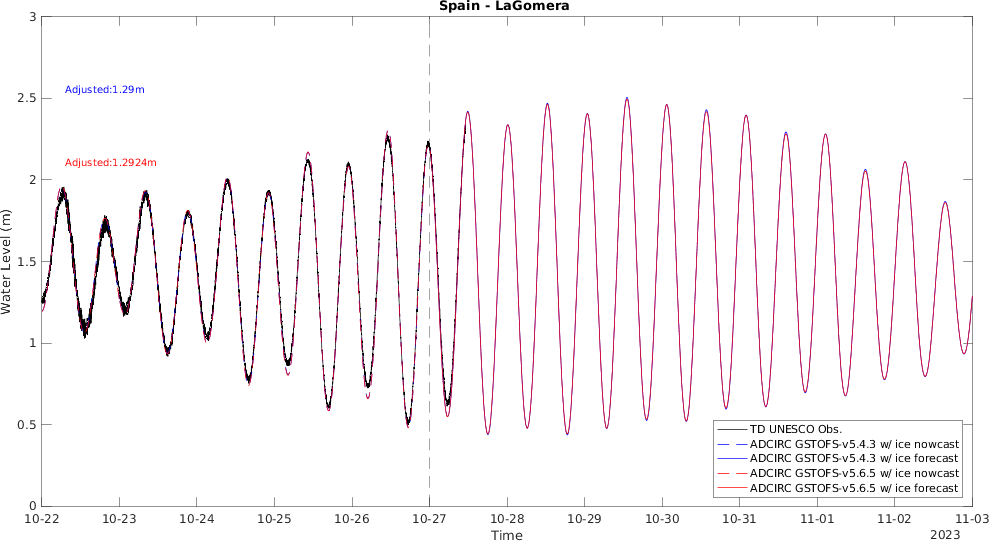 Spain - LaGomera
3
2.5
2
1.5
1
0.5
0
Water Level (m)
Adjusted:1.29m
Adjusted:1.2924m
TD UNESCO Obs.
ADCIRC GSTOFS-v5.4.3 w/ ice nowcast
ADCIRC GSTOFS-v5.4.3 w/ ice forecast
ADCIRC GSTOFS-v5.6.5 w/ ice nowcast
ADCIRC GSTOFS-v5.6.5 w/ ice forecast
10-22 10-23 10-24 10-25 10-26 10-27 10-28 10-29 10-30 10-31 11-01 11-02 11-03
Time
2023